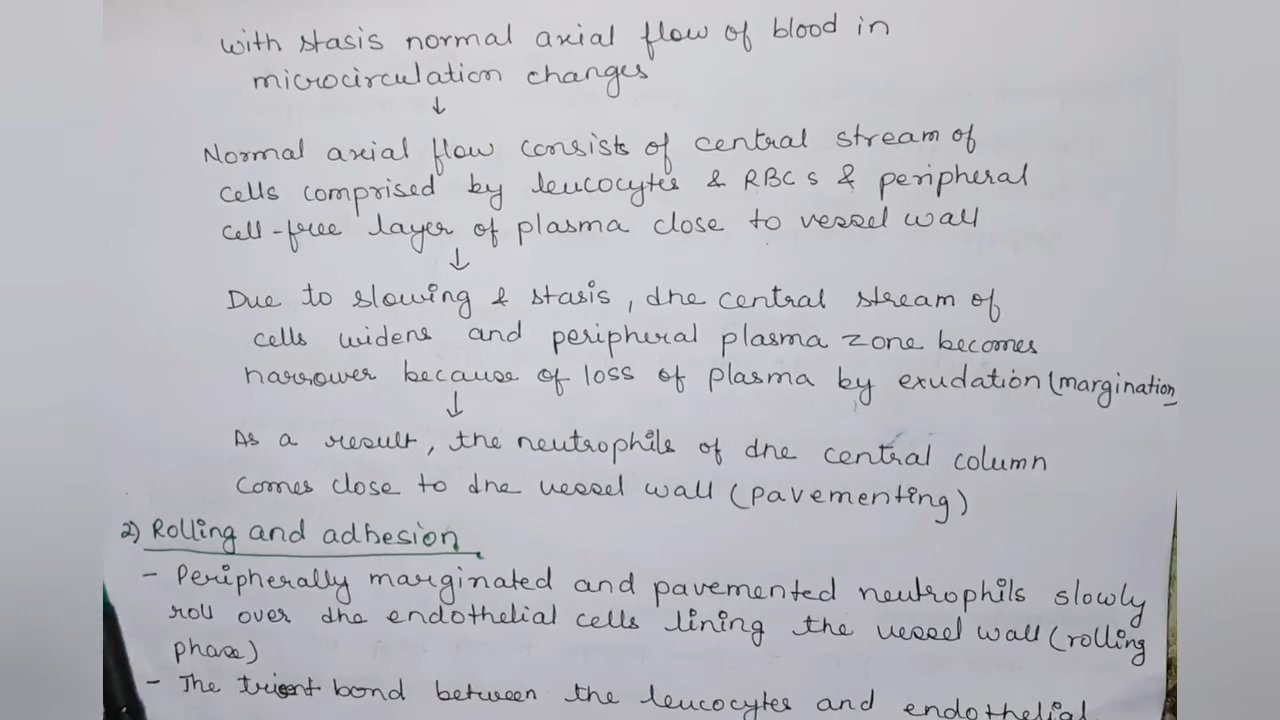 with stasis normal axial flow of blood in
microcirculation changes
↓
Normal axial flow consists of central stream of
cells comprised by leucocytes & RBCs & peripheral
cell-free layer of plasma close to vessel wall
↓
Due to slowing & stasis, the central stream of
cells widens and peripheral plasma zone becomes
narrower because of loss of plasma by exudation (margination)
↓
As a result, the neutrophils of the central column
comes close to the vessel wall (pavementing)
2) Rolling and adhesion
- Peripherally marginated and pavemented neutrophils slowly
roll over the endothelial cells lining the vessel wall (rolling
phase)
- The bond between the leucocytes and endothelial